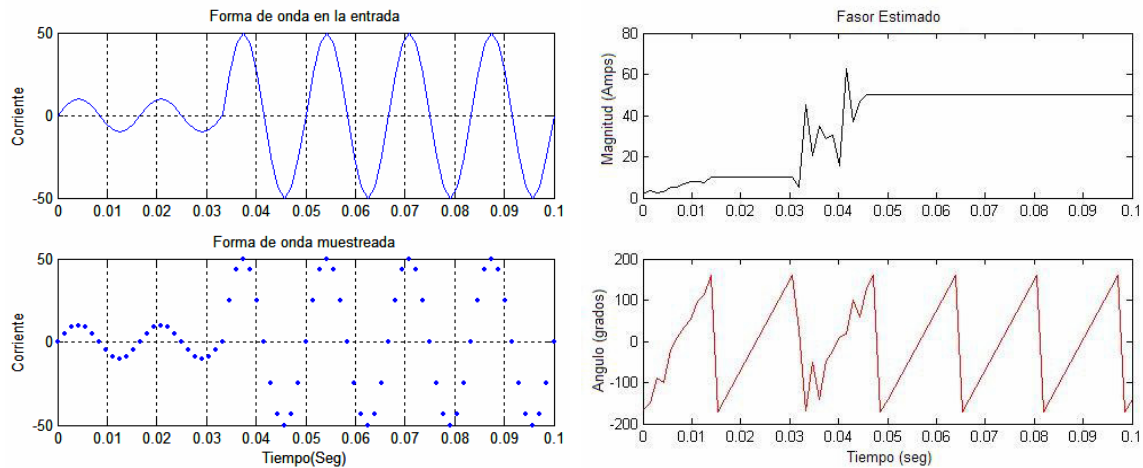 Forma de onda en la entrada
50
0
-50
Corriente
0 0.01 0.02 0.03 0.04 0.05 0.06 0.07 0.08 0.09 0.1
Forma de onda muestreada
50
0
-50
Corriente
0 0.01 0.02 0.03 0.04 0.05 0.06 0.07 0.08 0.09 0.1
Tiempo(Seg)
Fasor Estimado
80
60
40
20
0
Magnitud (Amps)
0 0.01 0.02 0.03 0.04 0.05 0.06 0.07 0.08 0.09 0.1
200
100
0
-100
-200
Angulo (grados)
0 0.01 0.02 0.03 0.04 0.05 0.06 0.07 0.08 0.09 0.1
Tiempo (seg)